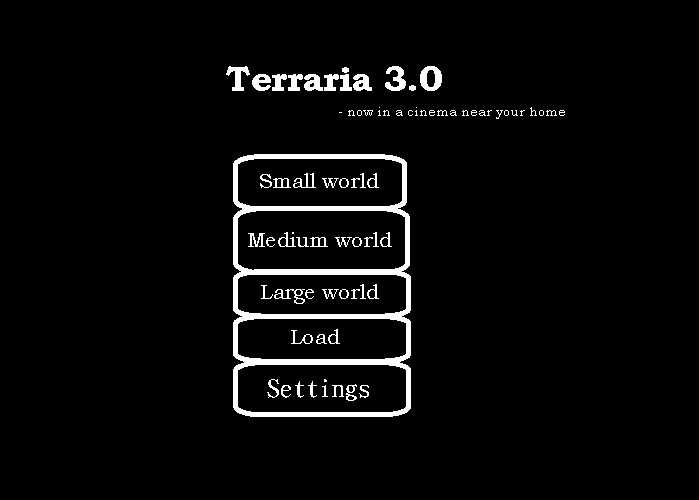 Terraria 3.0
- now in a cinema near your home
Small world
Medium world
Large world
Load
Settings